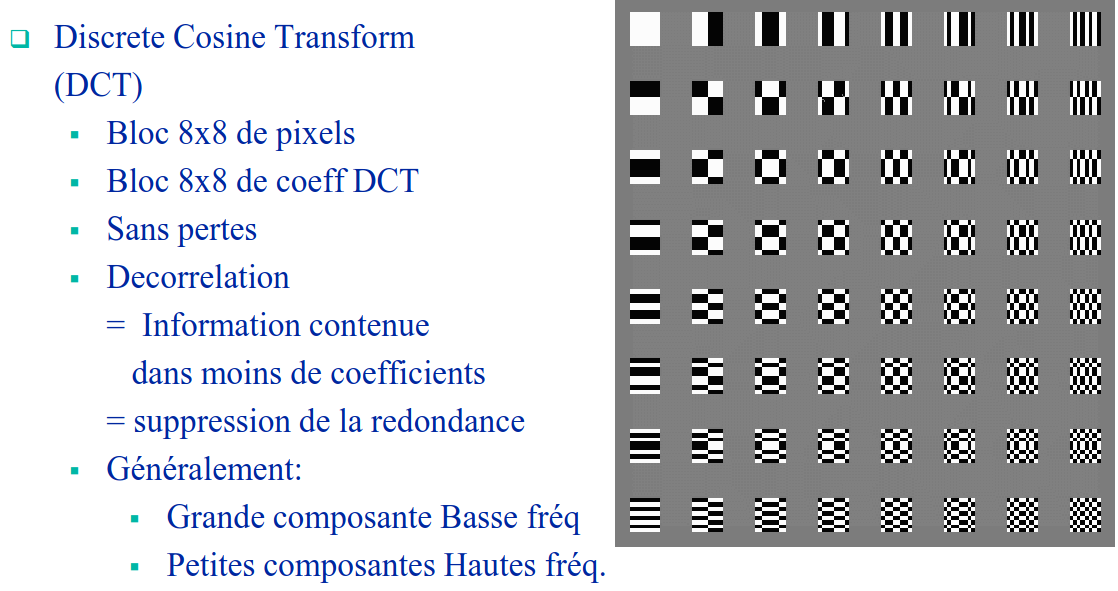 Discrete Cosine Transform
(DCT)
Bloc 8x8 de pixels
Bloc 8x8 de coeff DCT
Sans pertes
Decorrelation
= Information contenue
dans moins de coefficients
= suppression de la redondance
Généralement:
Grande composante Basse fréq
Petites composantes Hautes fréq.